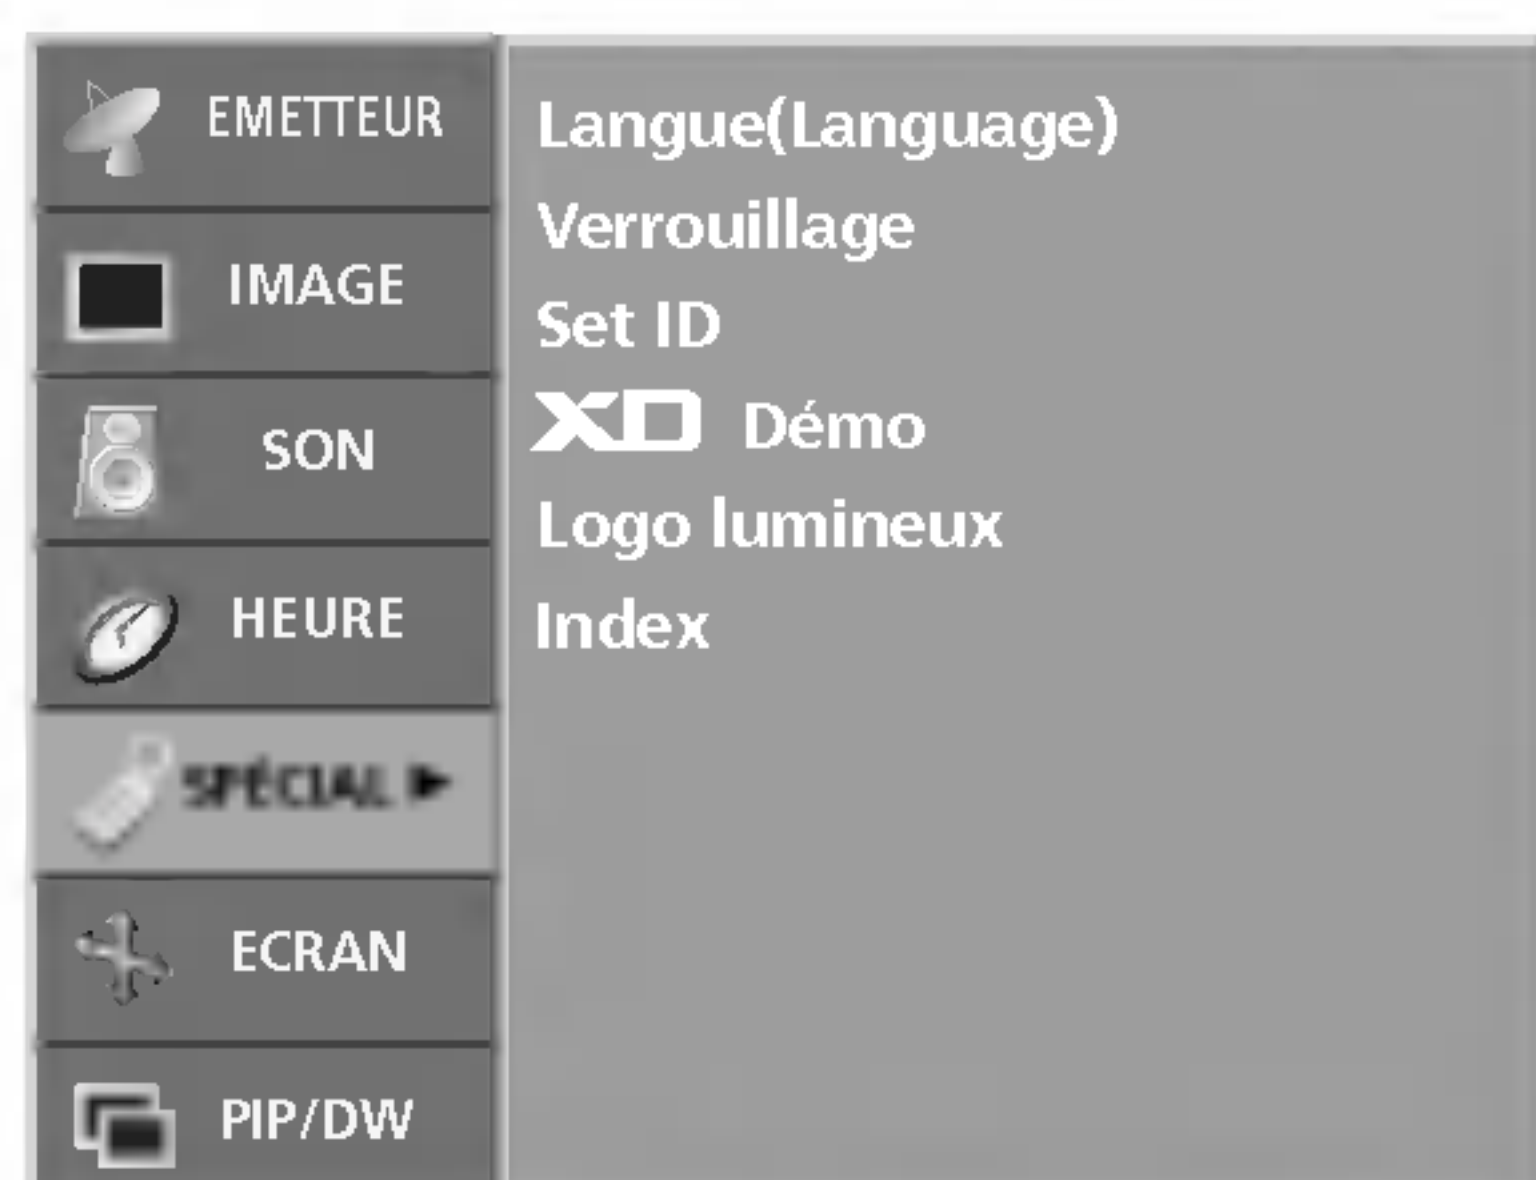 EMETTEUR
IMAGE
SON
HEURE
SPÉCIAL ►
ECRAN
PIP/DW
Langue(Language)
Verrouillage
Set ID
XD Démo
Logo lumineux
Index